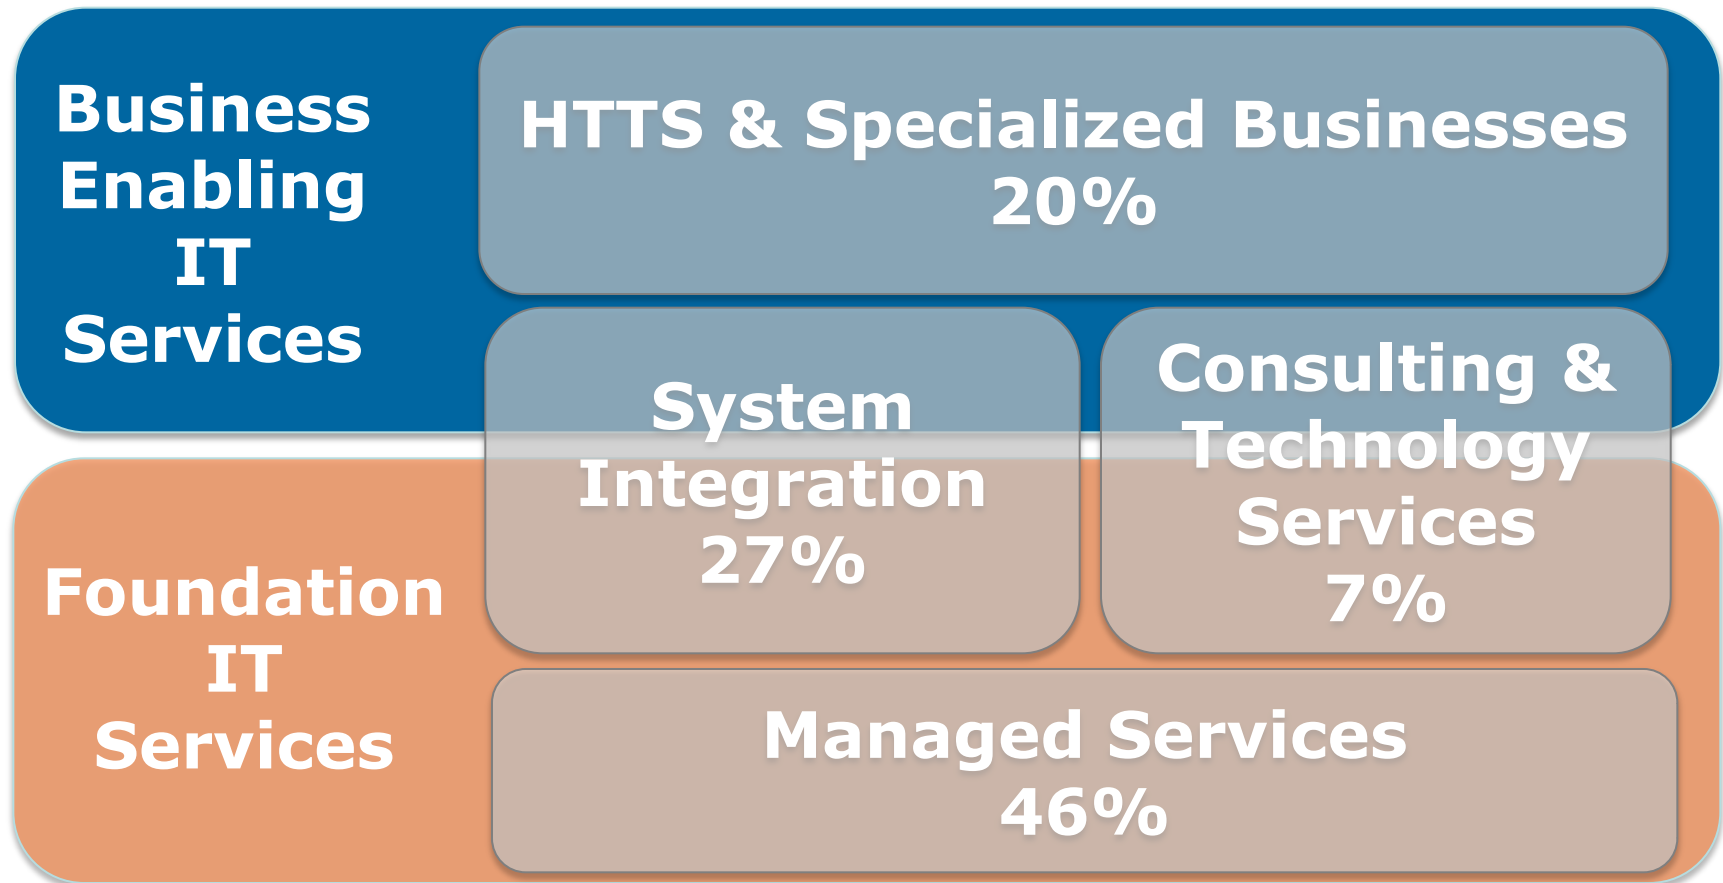 Business
Enabling
IT
Services
HTTS & Specialized Businesses
20%
System
Integration
27%
Consulting &
Technology
Services
7%
Foundation
IT
Services
Managed Services
46%